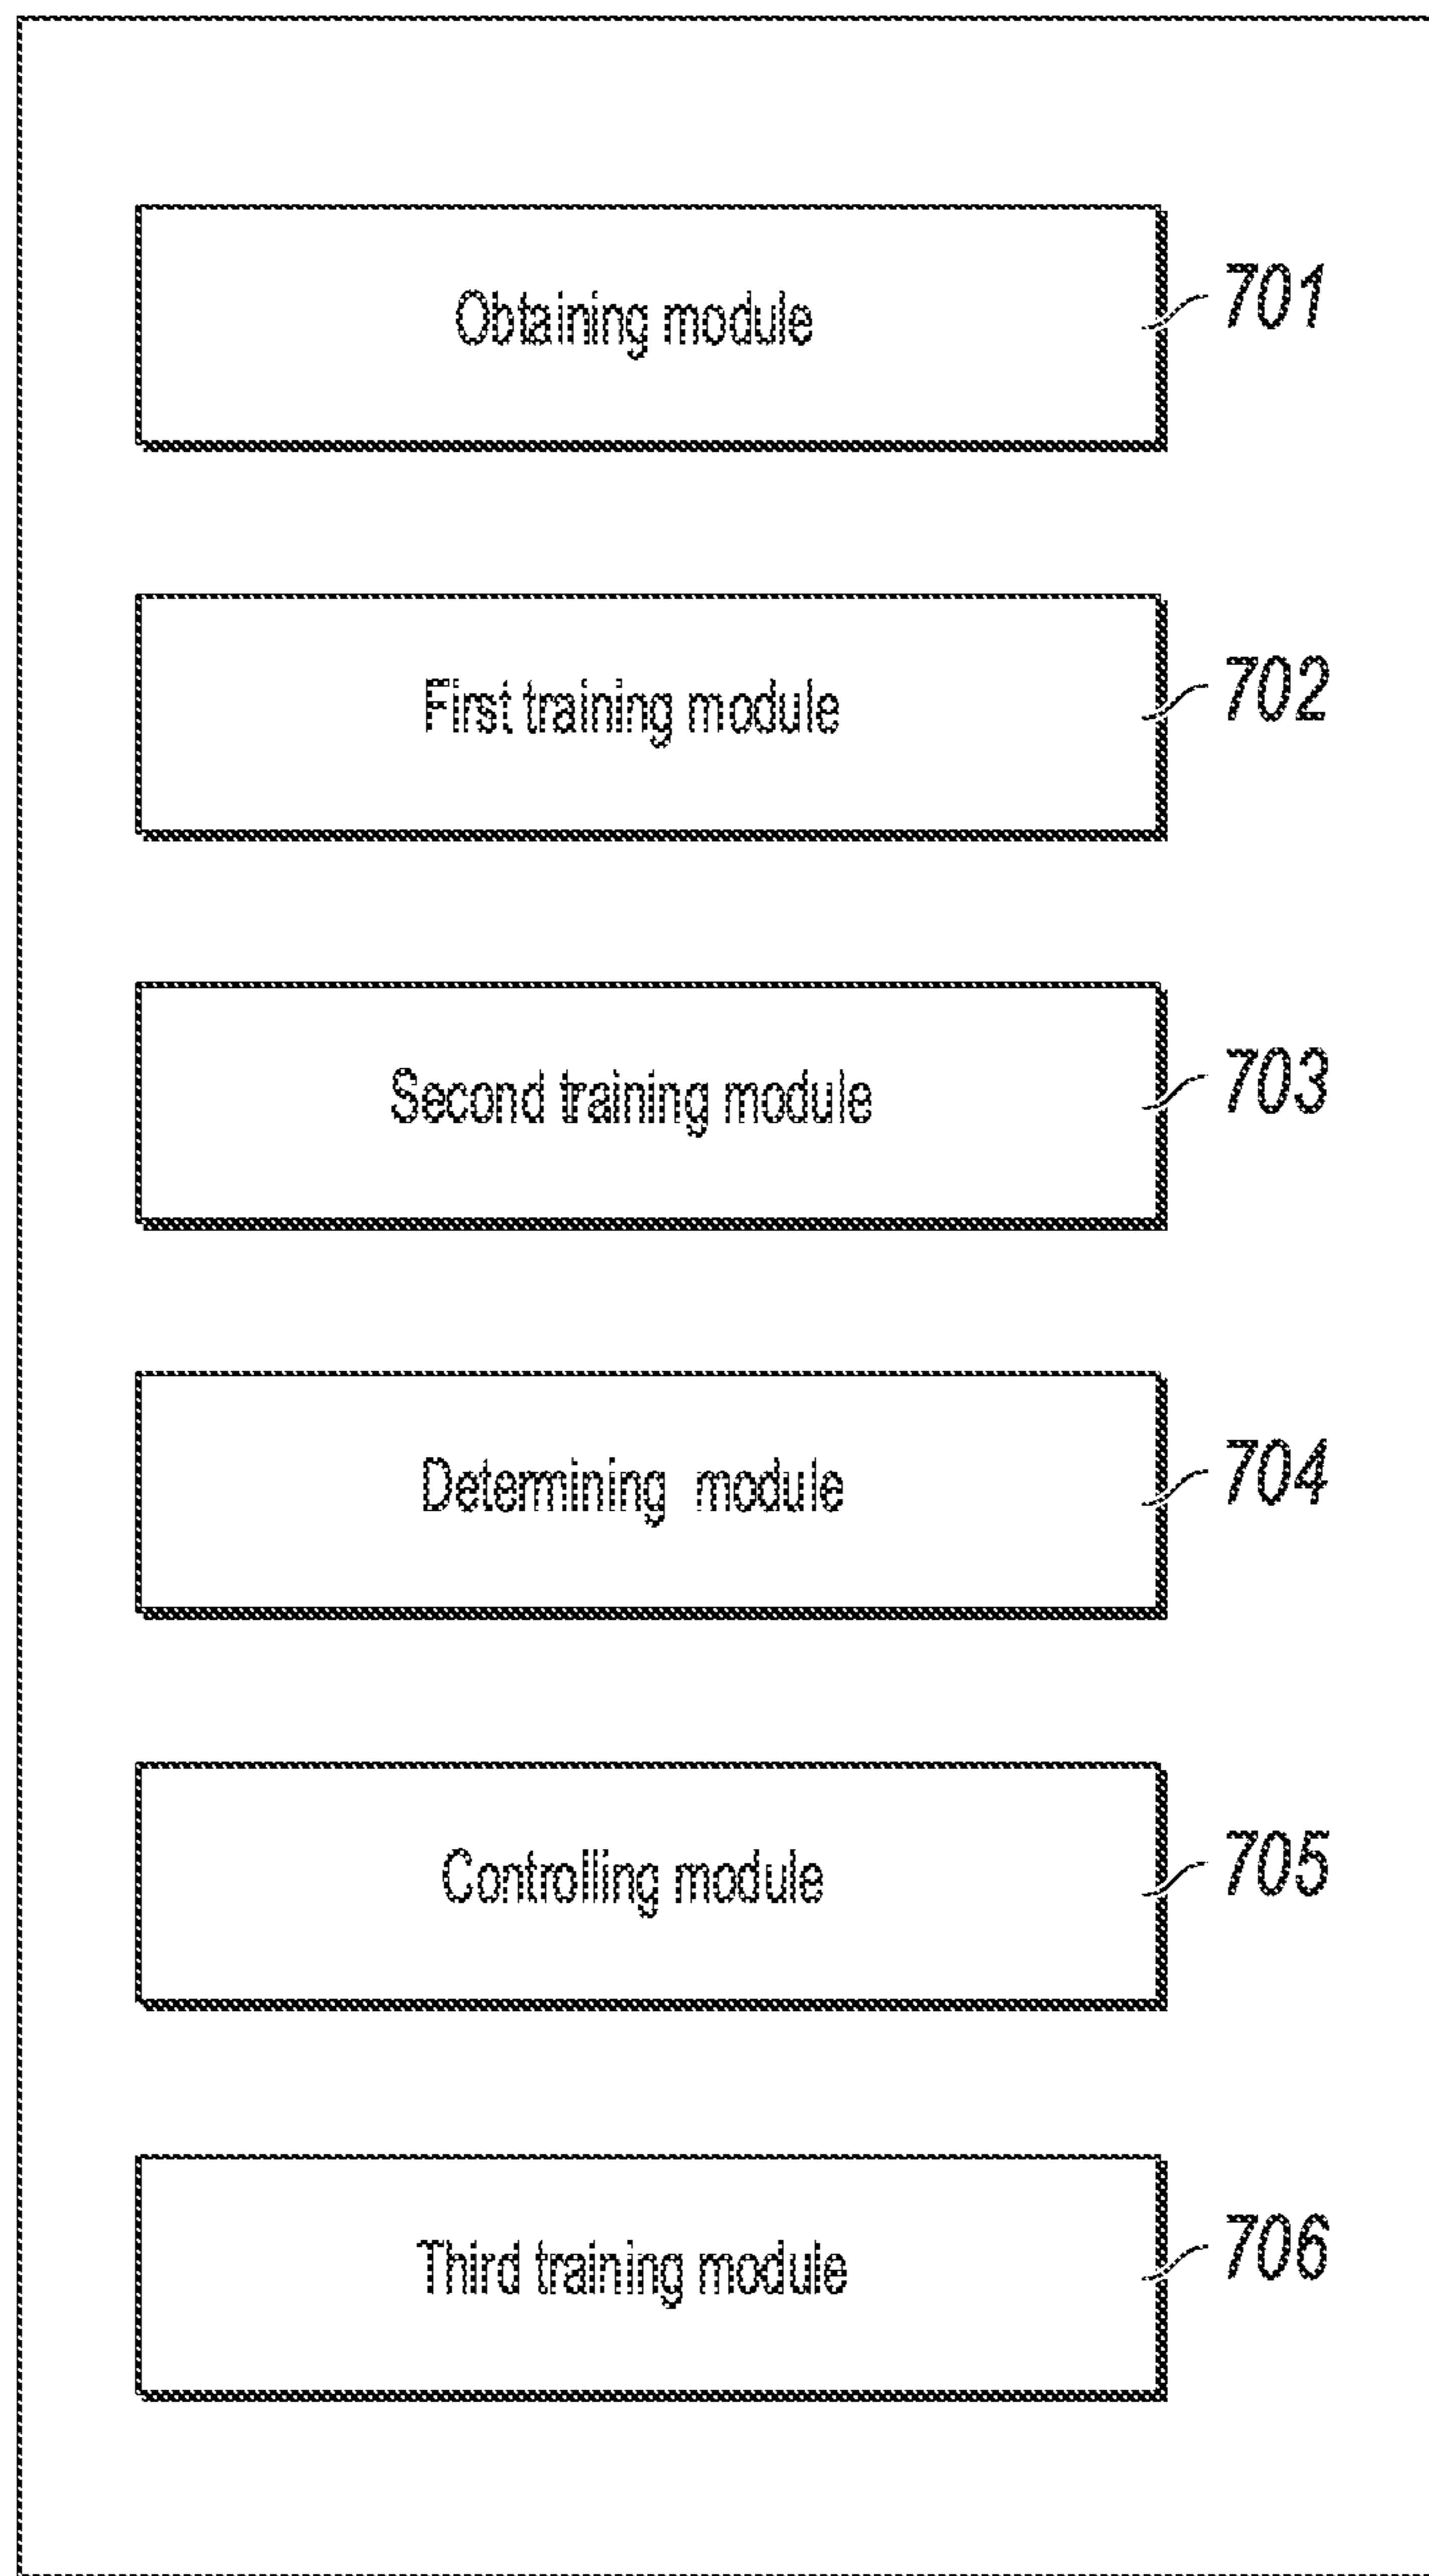 Obtaining module 701
First training module 702
Second training module 703
Determining module 704
Controlling module 705
Third training module 706